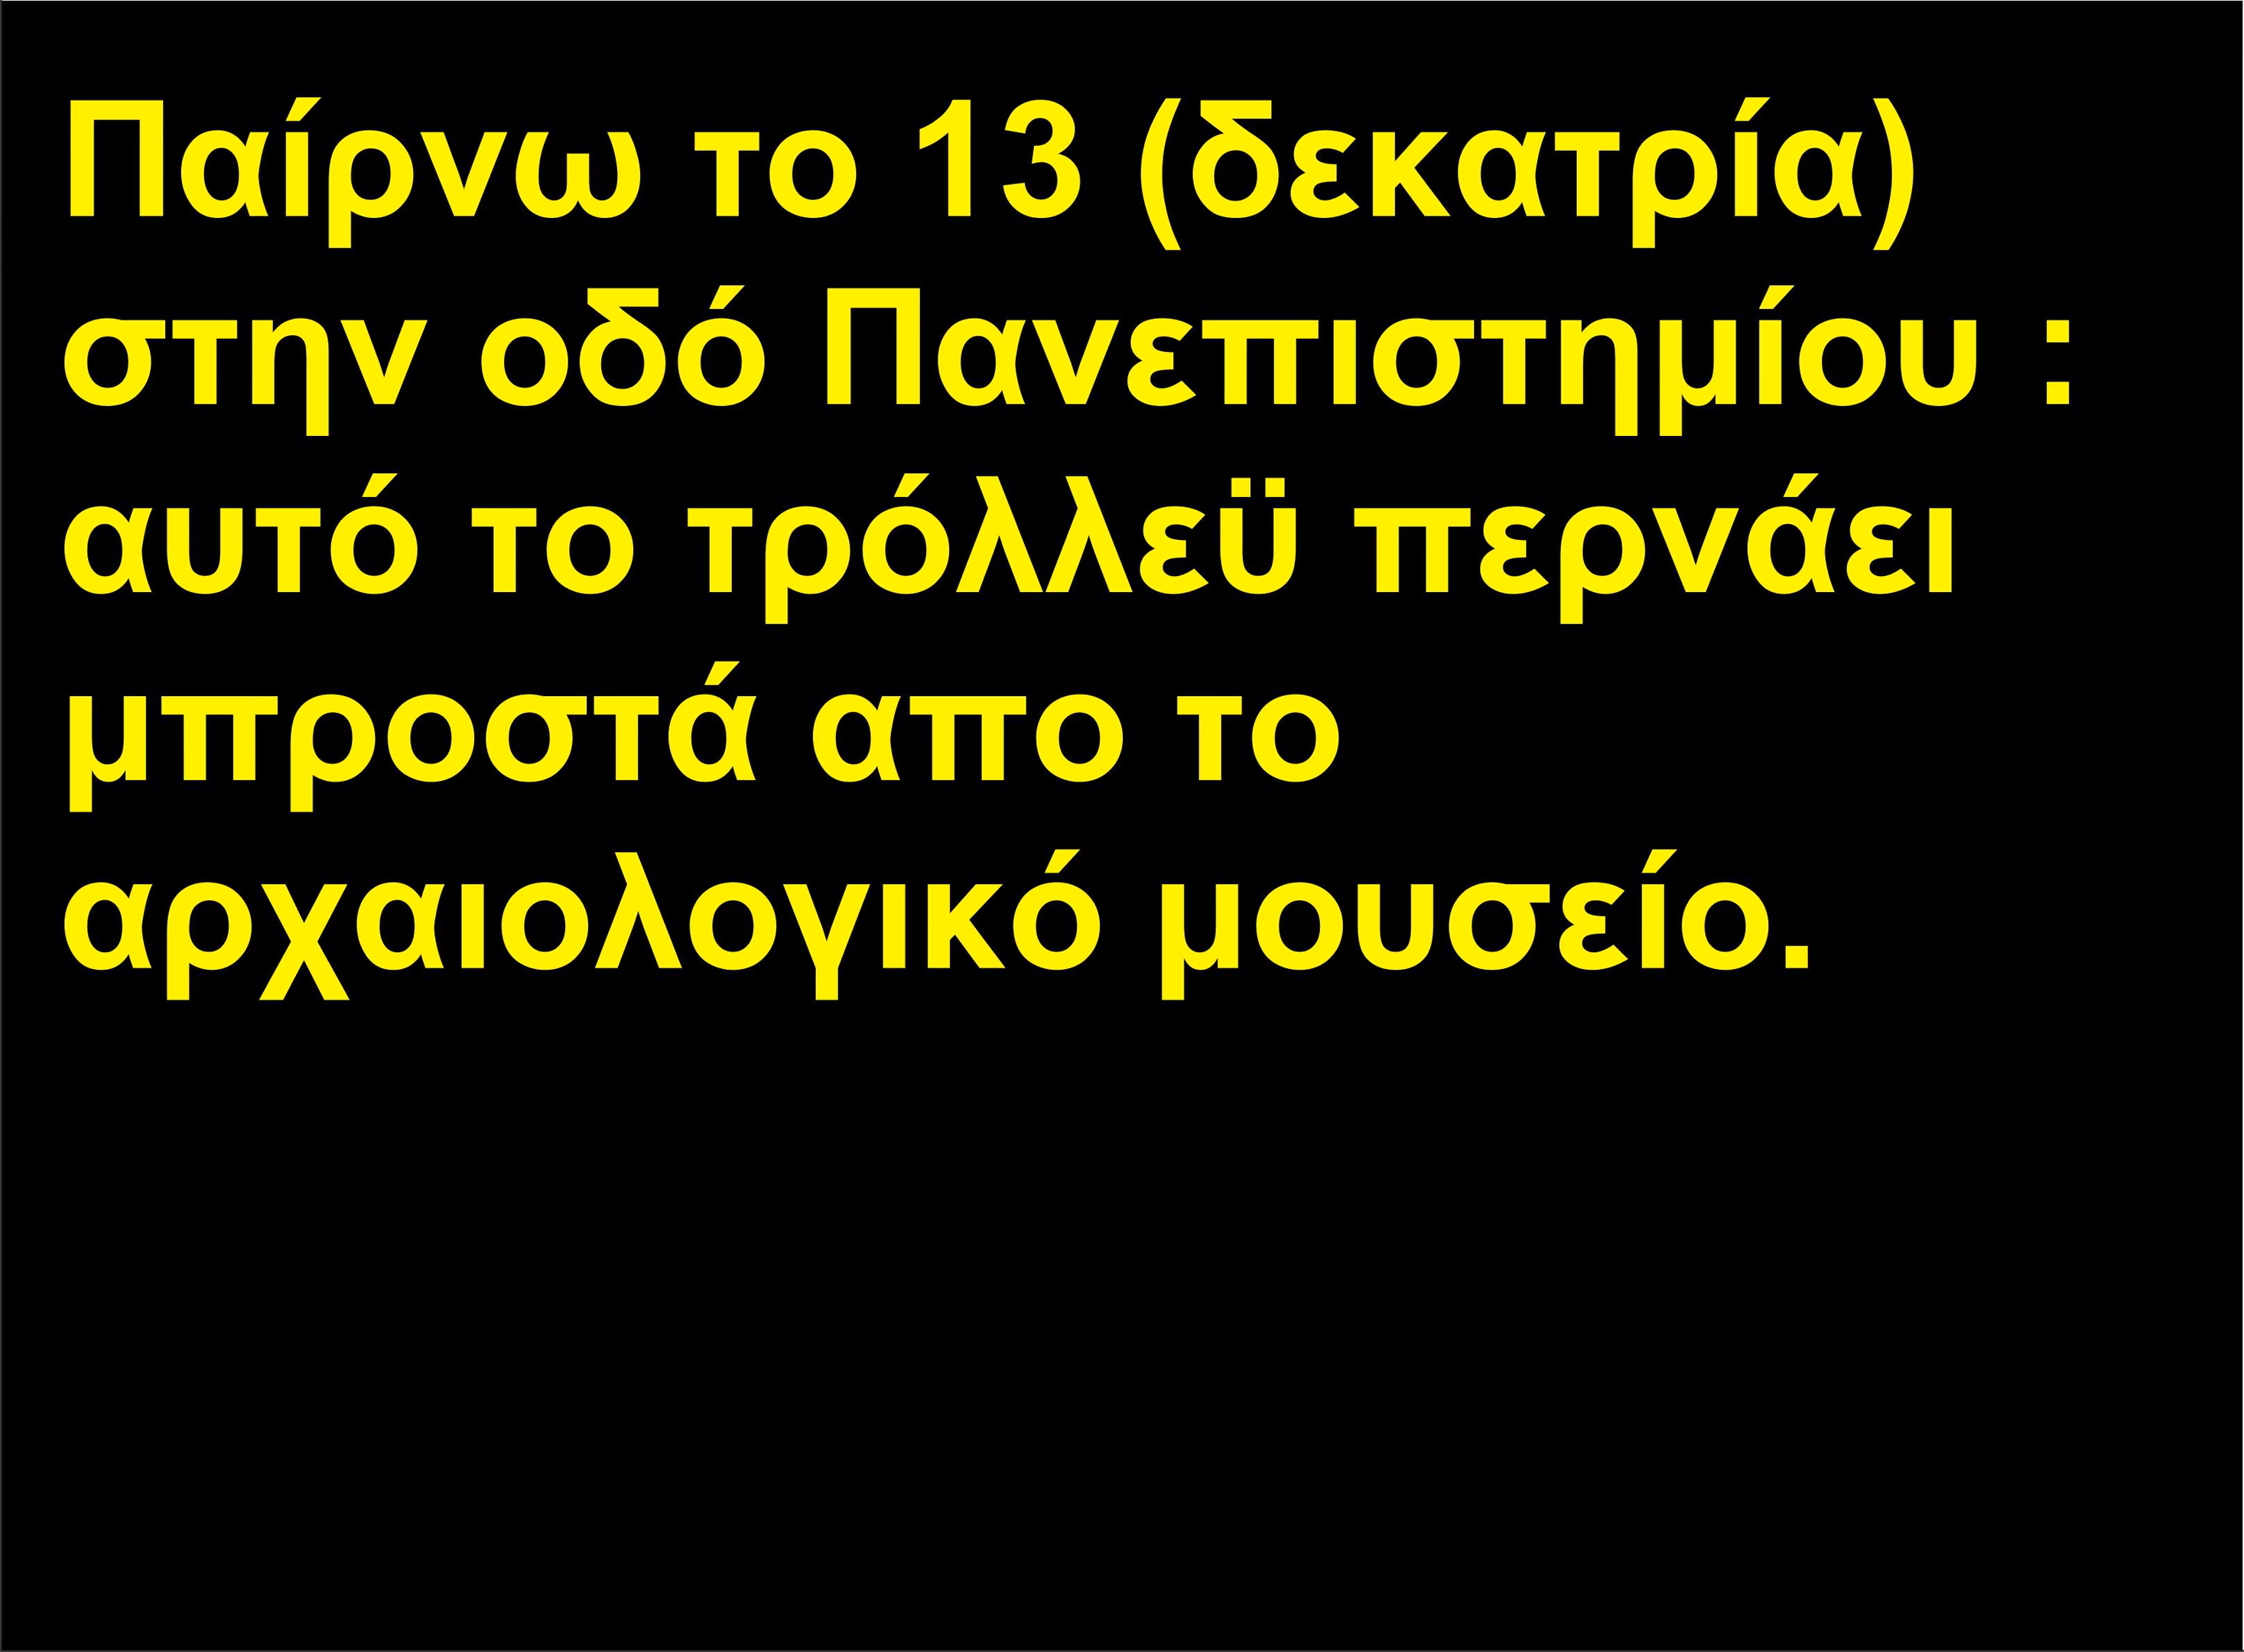 Παίρνω το 13 (δεκατρία)
στην οδό Πανεπιστημίου :
αυτό το τρόλλεϋ περνάει
μπροστά απο το
αρχαιολογικό μουσείο.